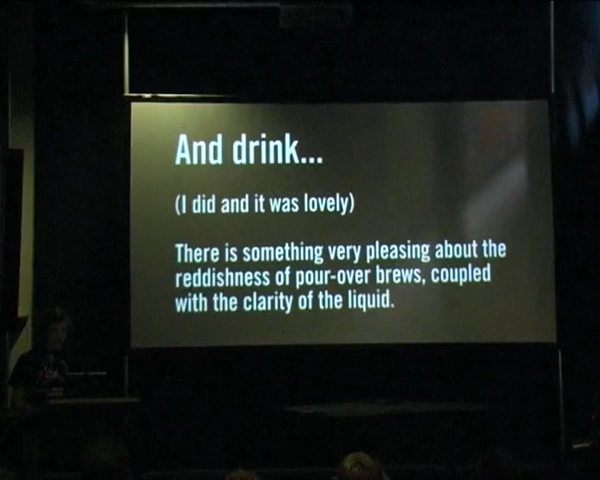 And drink...
(I did and it was lovely)
There is something very pleasing about the
reddishness of pour-over brews, coupled
with the clarity of the liquid.